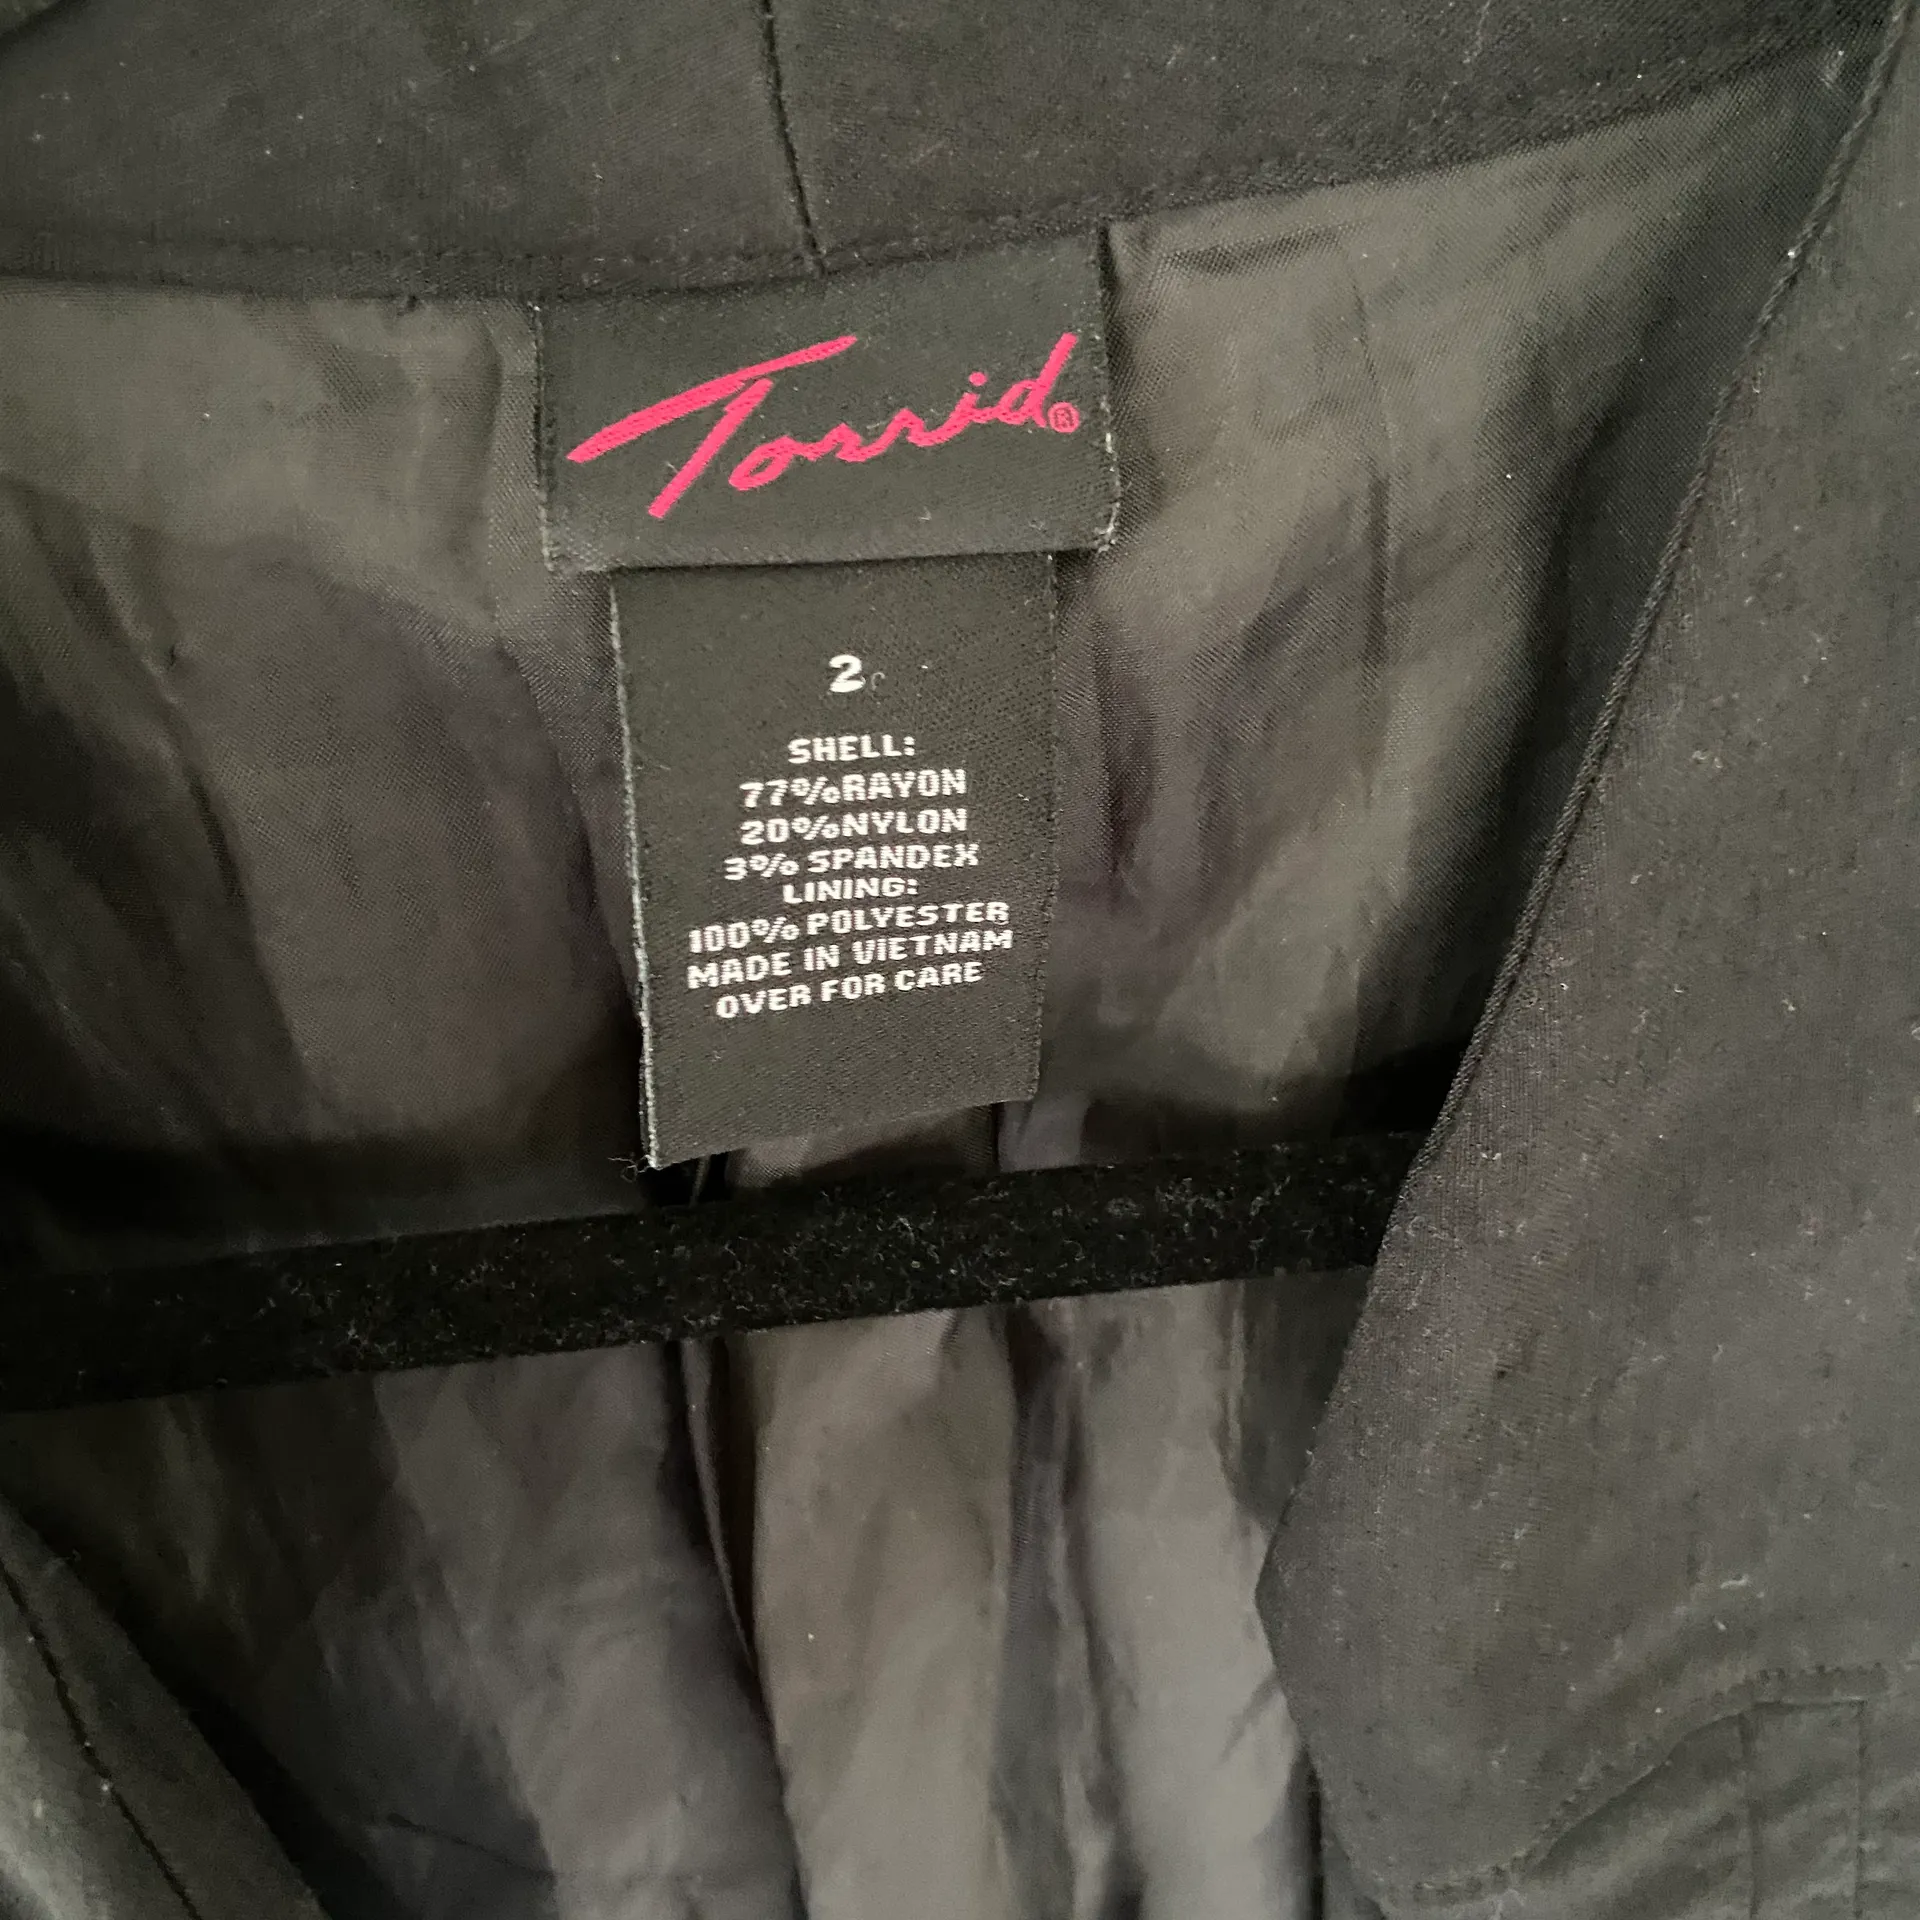 Torrid®
2
SHELL:
77%RAYON
20%NYLON
3% SPANDEX
LINING:
100% POLYESTER
MADE IN VIETNAM
OVER FOR CARE